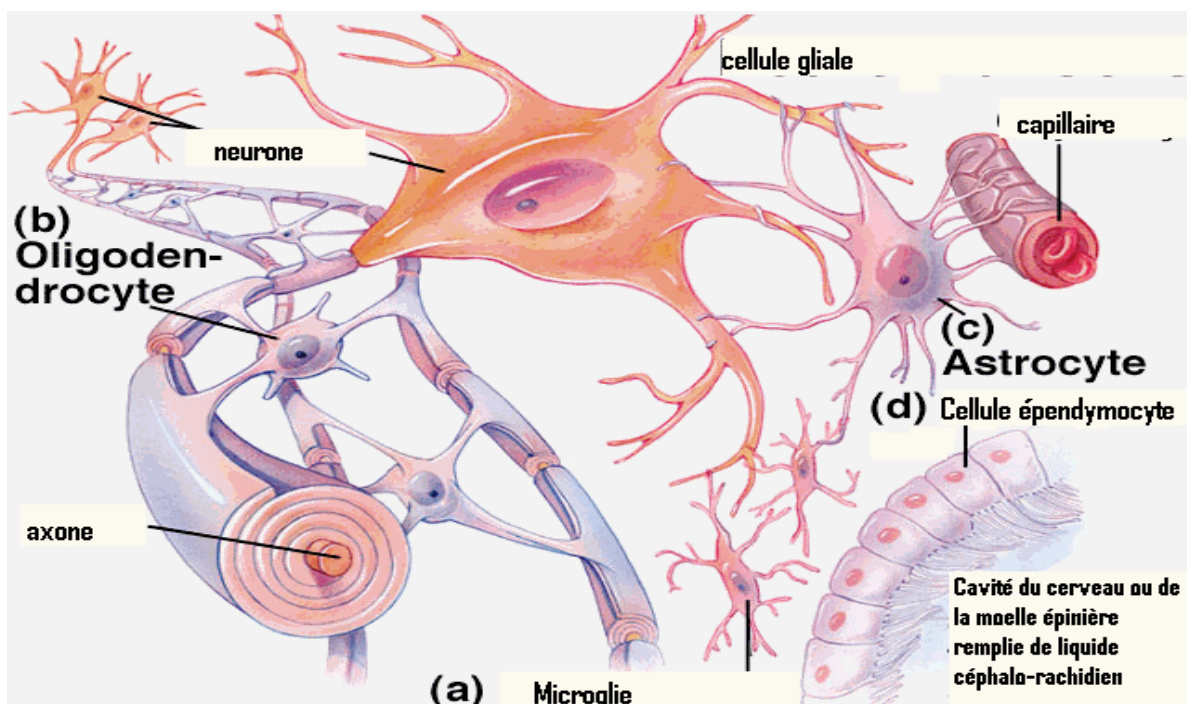 cellule gliale
capillaire
neurone
(b)
Oligoden-
drocyte
(c)
Astrocyte
(d) Cellule épendymocyte
axone
Cavité du cerveau ou de
la moelle épinière
remplie de liquide
céphalo-rachidien
(a) Microglie